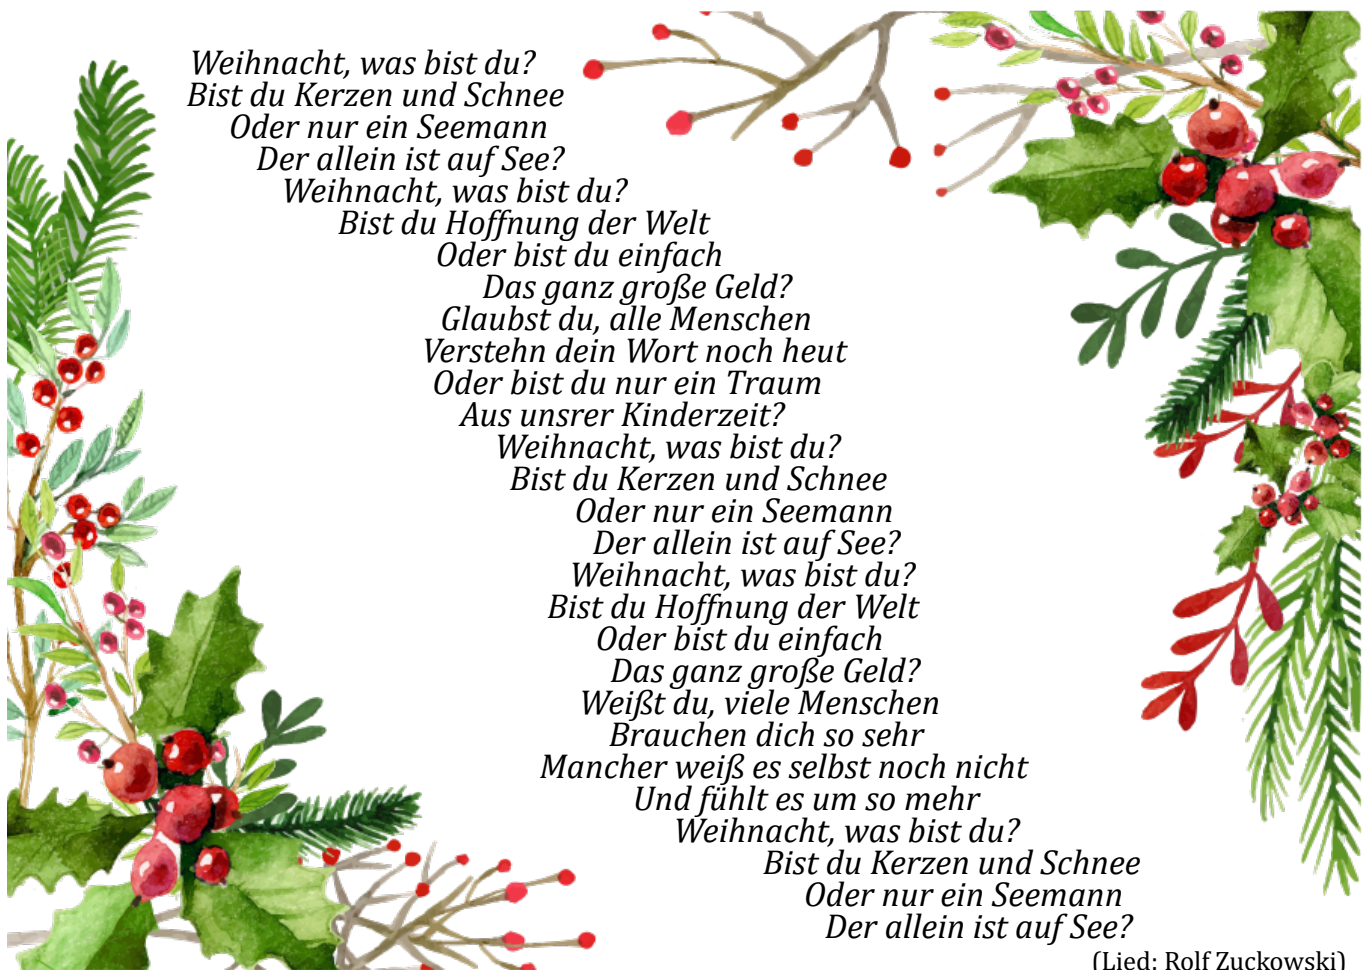 Weihnacht, was bist du?
Bist du Kerzen und Schnee
Oder nur ein Seemann
Der allein ist auf See?
Weihnacht, was bist du?
Bist du Hoffnung der Welt
Oder bist du einfach
Das ganz große Geld?
Glaubst du, alle Menschen
Verstehn dein Wort noch heut
Oder bist du nur ein Traum
Aus unsrer Kinderzeit?
Weihnacht, was bist du?
Bist du Kerzen und Schnee
Oder nur ein Seemann
Der allein ist auf See?
Weihnacht, was bist du?
Bist du Hoffnung der Welt
Oder bist du einfach
Das ganz große Geld?
Weißt du, viele Menschen
Brauchen dich so sehr
Mancher weiß es selbst noch nicht
Und fühlt es um so mehr
Weihnacht, was bist du?
Bist du Kerzen und Schnee
Oder nur ein Seemann
Der allein ist auf See?
(Lied: Rolf Zuckowski)